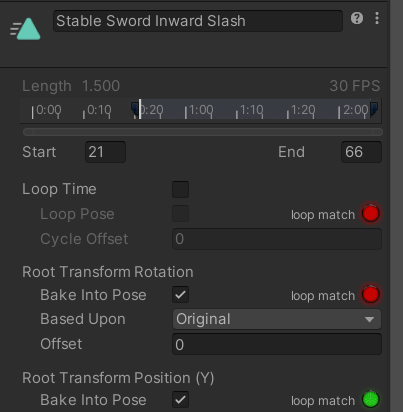 Stable Sword Inward Slash
Length 1.500 30 FPS
0:00 0:10 0:20 1:00 1:10 1:20 2:00
Start 21 End 66
Loop Time
Loop Pose loop match
Cycle Offset 0
Root Transform Rotation
Bake Into Pose loop match
Based Upon Original
Offset 0
Root Transform Position (Y)
Bake Into Pose loop match